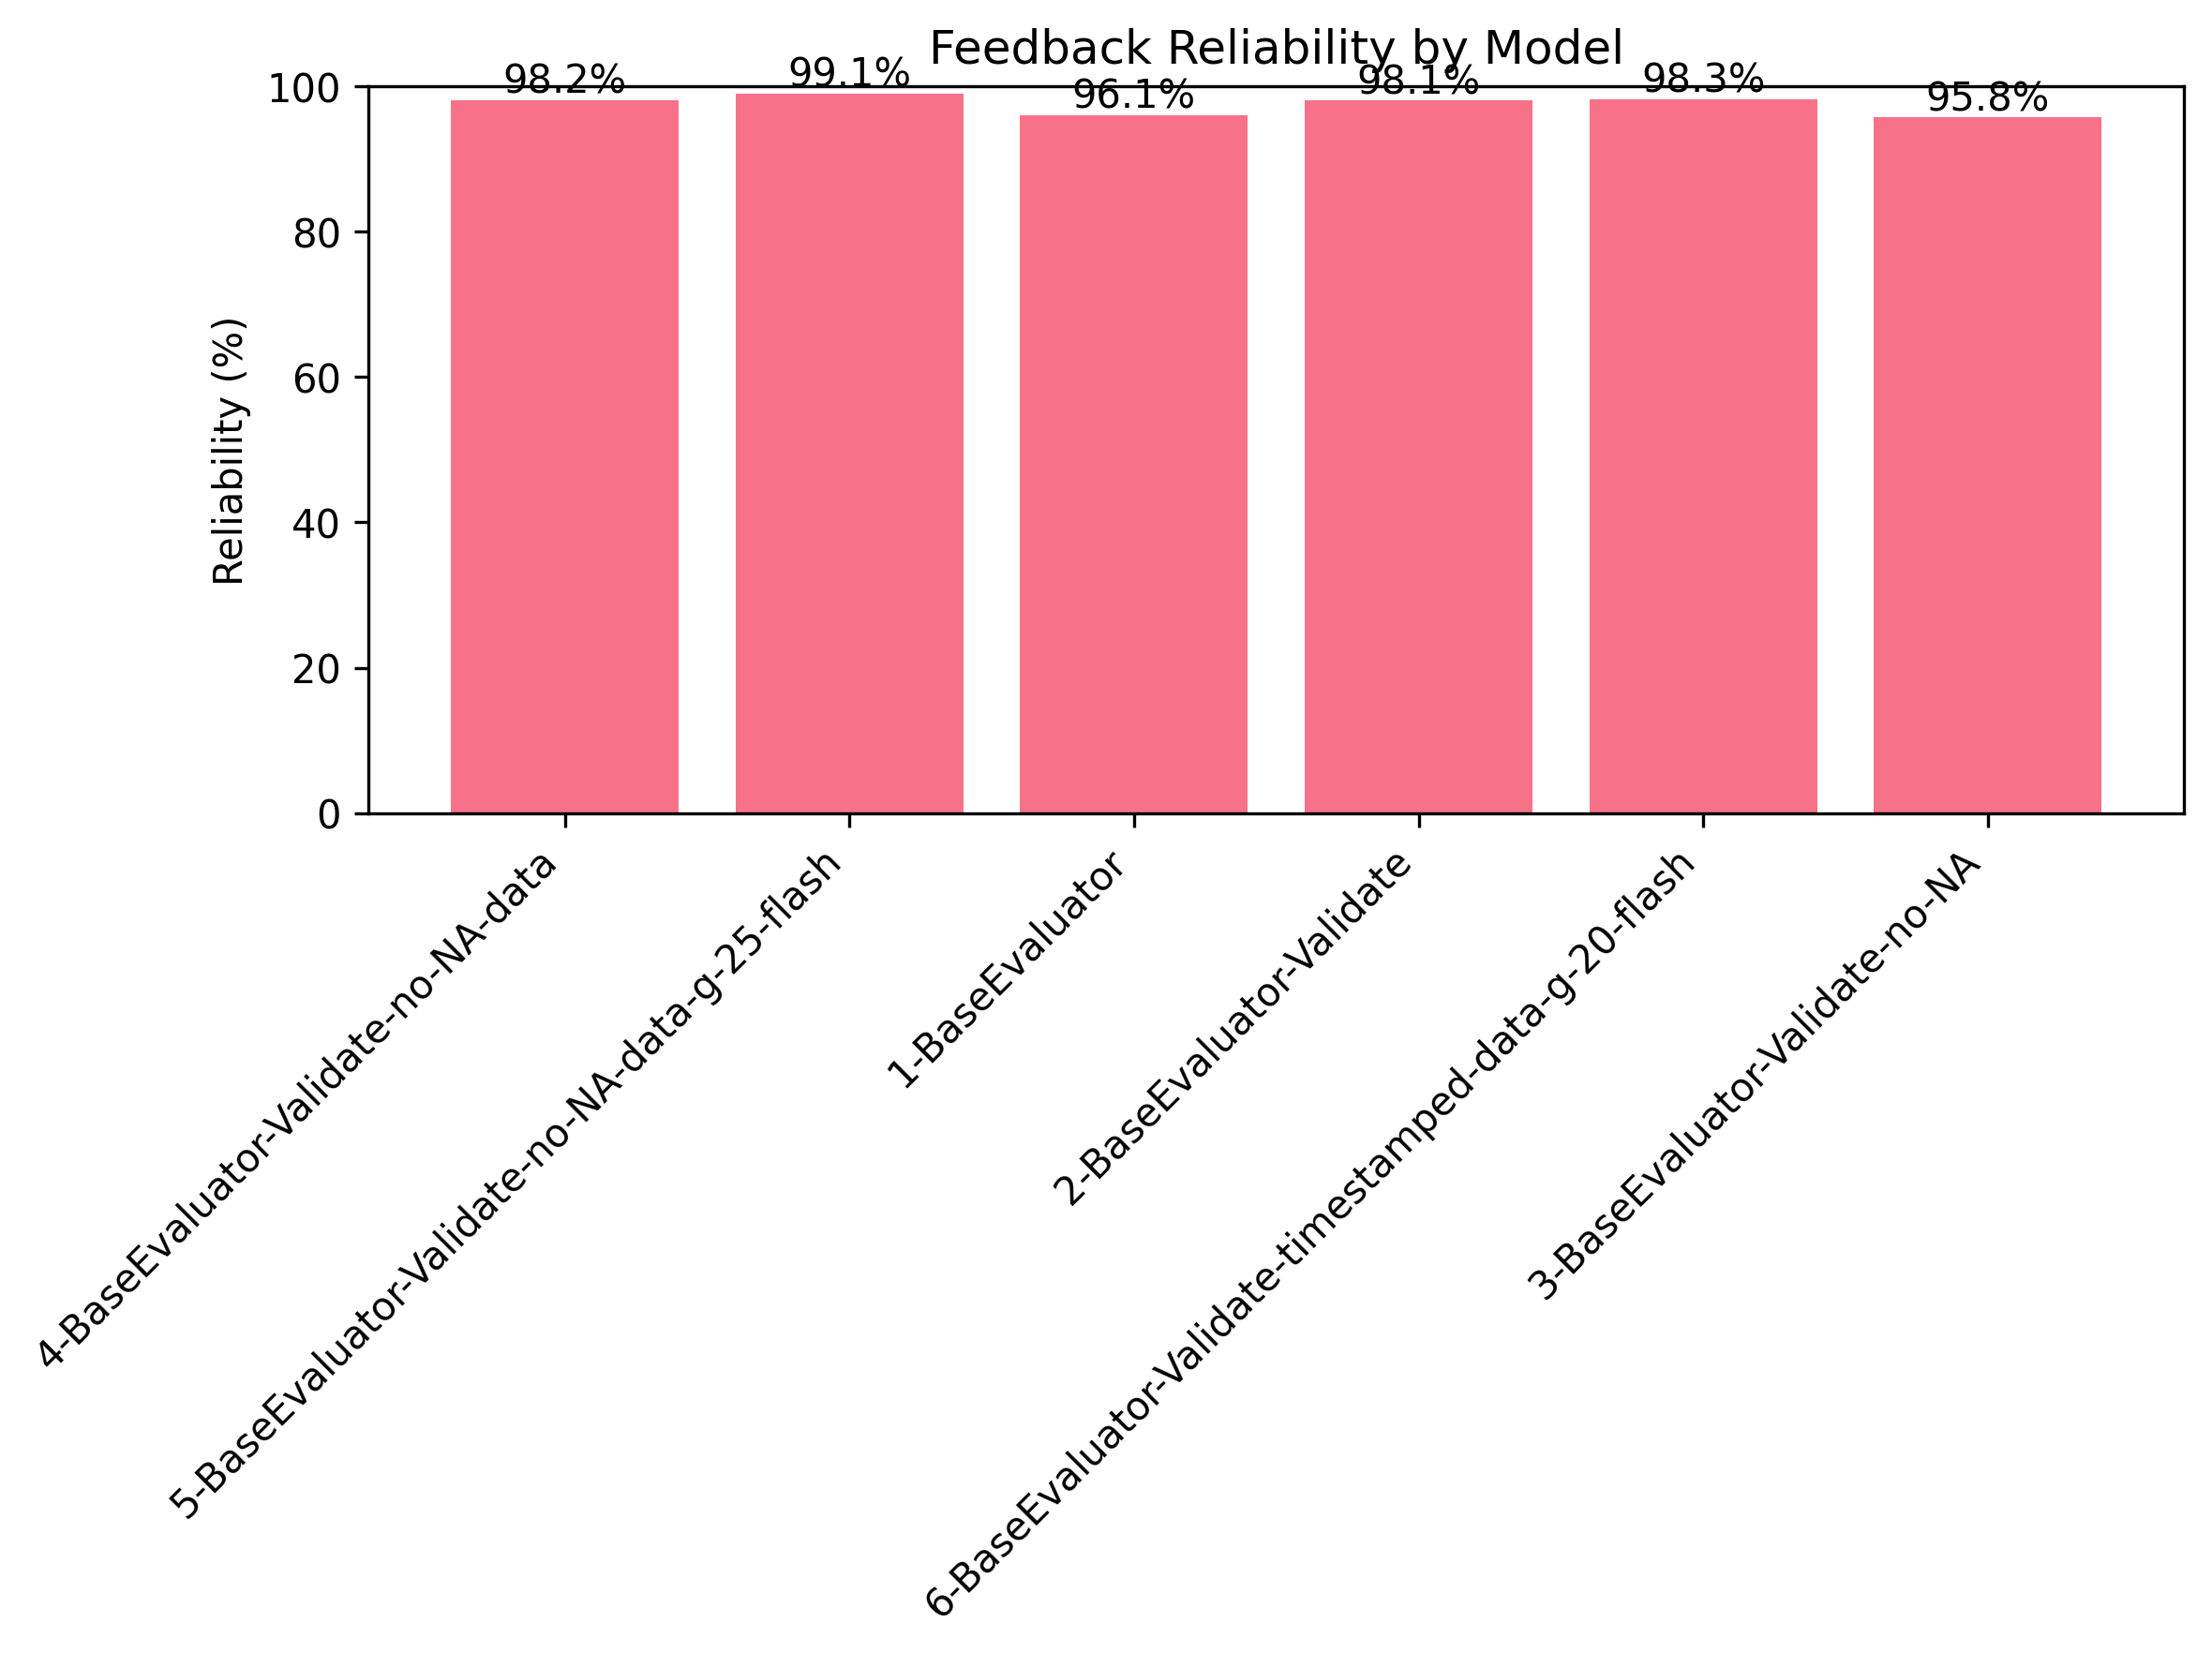 Feedback Reliability by Model
98.2%
99.1%
96.1%
98.1%
98.3%
95.8%
100
80
60
40
20
0
Reliability (%)
4-BaseEvaluator-Validate-no-NA-data
5-BaseEvaluator-Validate-no-NA-data-g-25-flash
1-BaseEvaluator
2-BaseEvaluator-Validate
6-BaseEvaluator-Validate-timestamped-data-g-20-flash
3-BaseEvaluator-Validate-no-NA